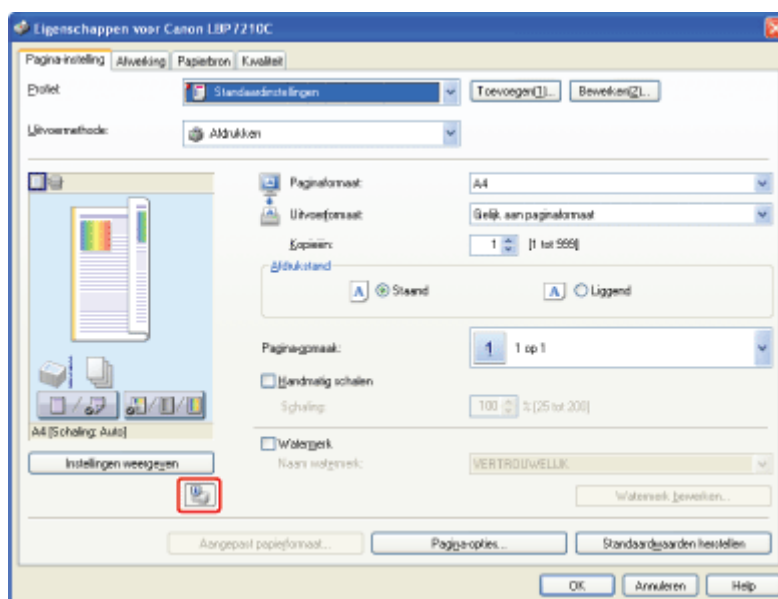 Eigenschappen voor Canon LBP7210C
Pagina-instelling Afwerking Papierbron Kwaliteit
Profiel: Standaardinstellingen Toevoegen(1)... Bewerken(2)...
Uitvoermethode: Afdrukken
Paginaformaat: A4
Uitvoerformaat: Gelijk aan paginaformaat
Kopieën: 1 [1 tot 999]
Afdrukstand
A Staand A Liggend
Pagina-opmaak: 1 1 op 1
Handmatig schalen
Schaling: 100 % [25 tot 200]
A4 [Schaling: Auto]
Watermerk
Instellingen weergeven
Naam watermerk: VERTROUWELIJK
Watermerk bewerken...
Aangepast papierformaat... Pagina-opties... Standaardwaarden herstellen
OK Annuleren Help